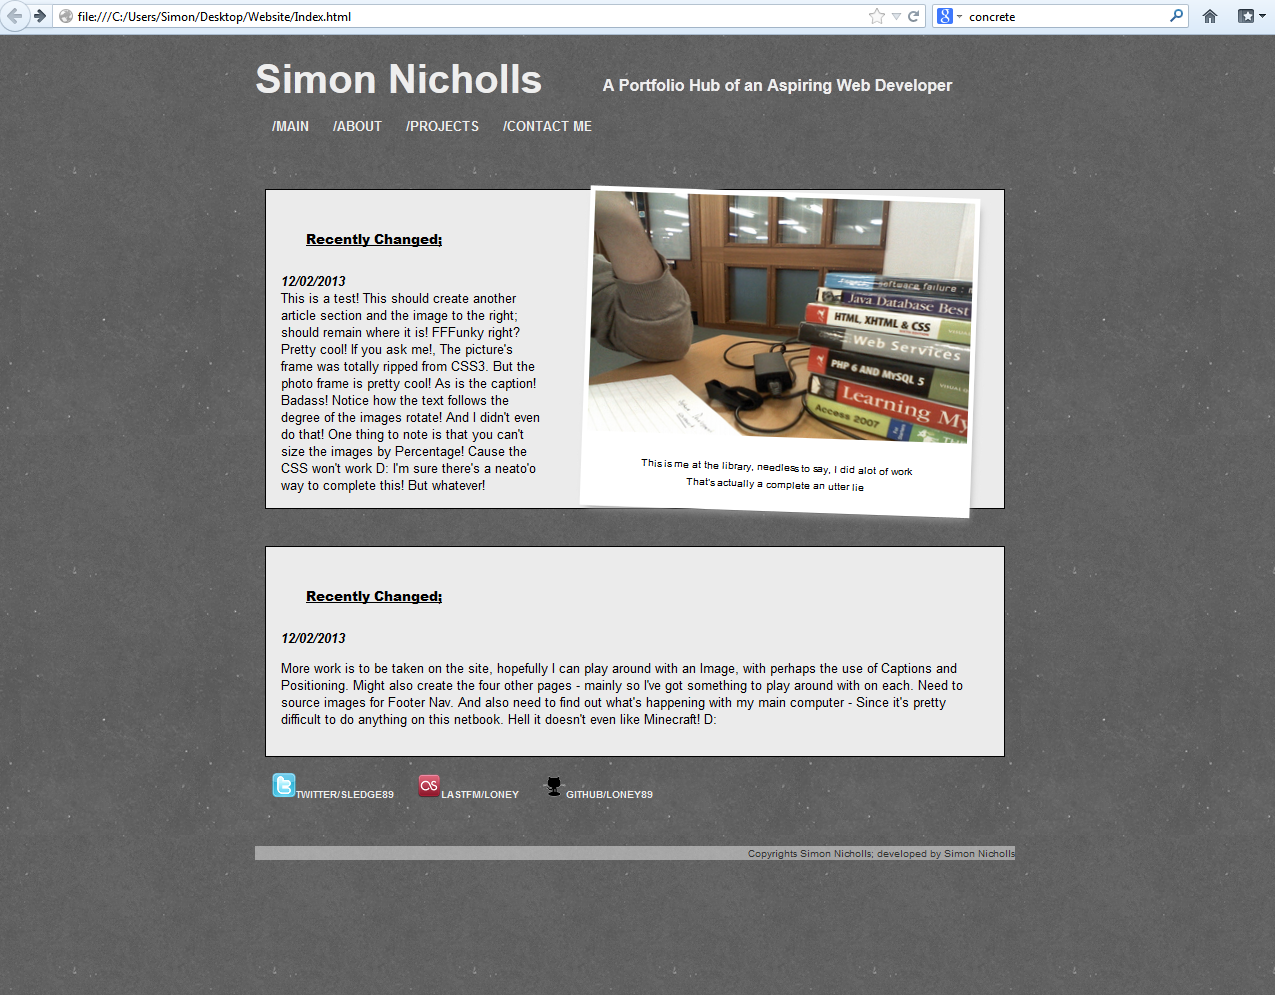 file:///C:/Users/Simon/Desktop/Website/Index.html
concrete
Simon Nicholls
A Portfolio Hub of an Aspiring Web Developer
/MAIN /ABOUT /PROJECTS /CONTACT ME
Recently Changed;
12/02/2013
This is a test! This should create another
article section and the image to the right;
should remain where it is! FFFunky right?
Pretty cool! If you ask me!, The picture's
frame was totally ripped from CSS3. But the
photo frame is pretty cool! As is the caption!
Badass! Notice how the text follows the
degree of the images rotate! And I didn't even
do that! One thing to note is that you can't
size the images by Percentage! Cause the
CSS won't work D: I'm sure there's a neato'o
way to complete this! But whatever!
software failure :
Java Database Best
HTML, XHTML & CSS
Web Services
PHP 6 AND MySQL 5
Learning My
Access 2007
This is me at the library, needless to say, I did alot of work
That's actually a complete an utter lie
Recently Changed;
12/02/2013
More work is to be taken on the site, hopefully I can play around with an Image, with perhaps the use of Captions and
Positioning. Might also create the four other pages - mainly so I've got something to play around with on each. Need to
source images for Footer Nav. And also need to find out what's happening with my main computer - Since it's pretty
difficult to do anything on this netbook. Hell it doesn't even like Minecraft! D:
TWITTER/SLEDGE89 LASTFM/LONEY GITHUB/LONEY89
Copyrights Simon Nicholls; developed by Simon Nicholls